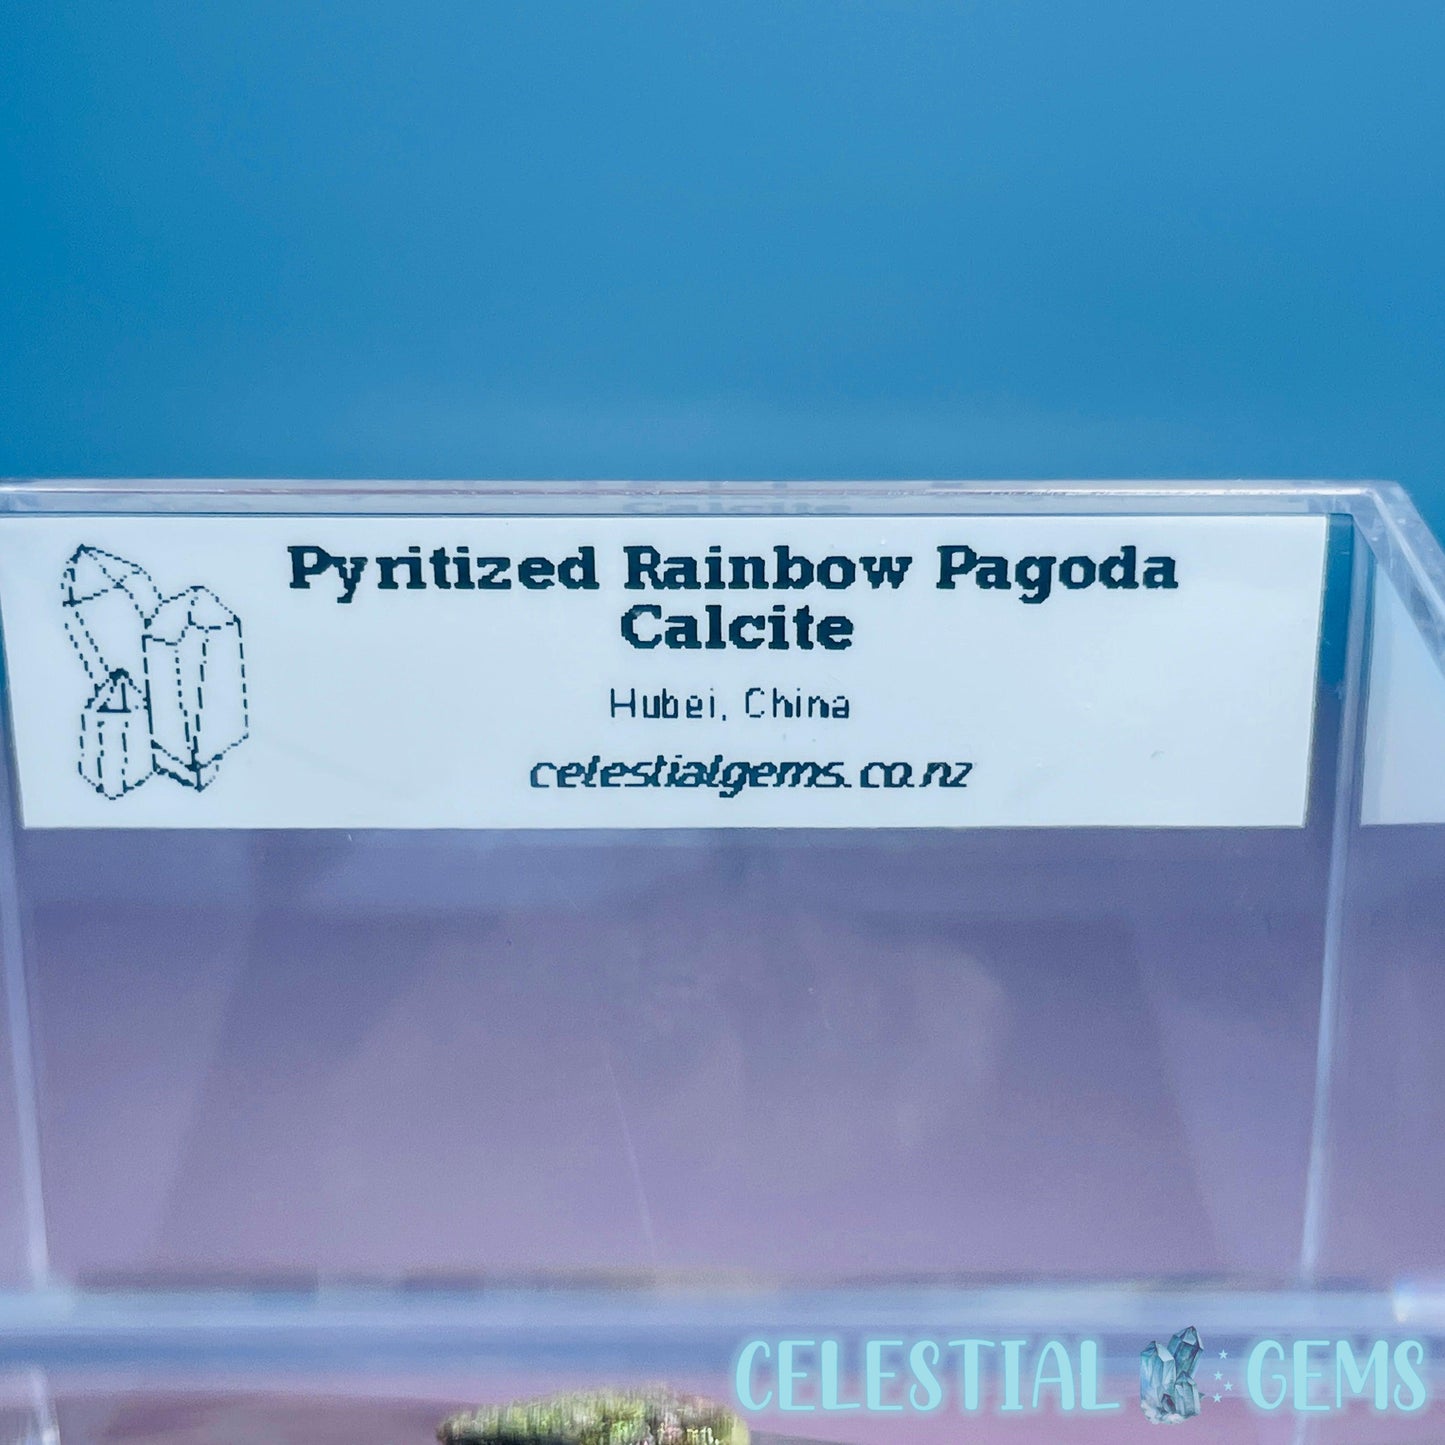 Pyritized Rainbow Pagoda
Calcite
Hubei, China
celestialgems.co.nz
CELESTIAL GEMS